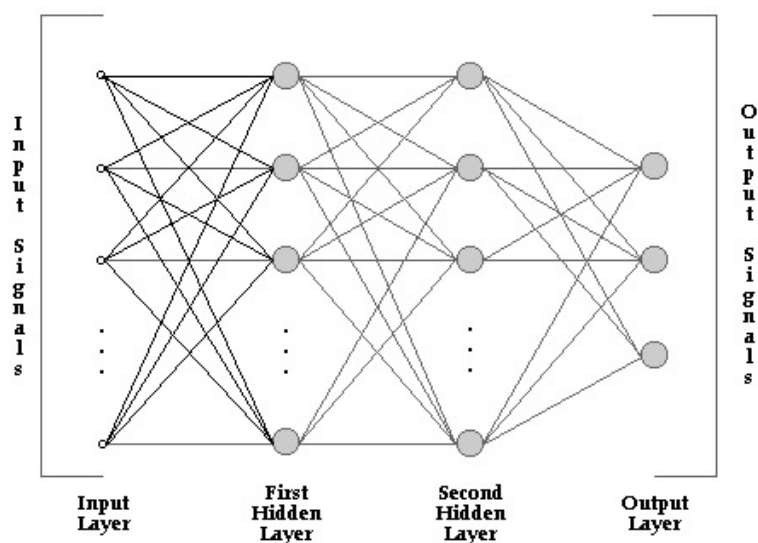 Input Signals
Output Signals
Input
Layer
First
Hidden
Layer
Second
Hidden
Layer
Output
Layer